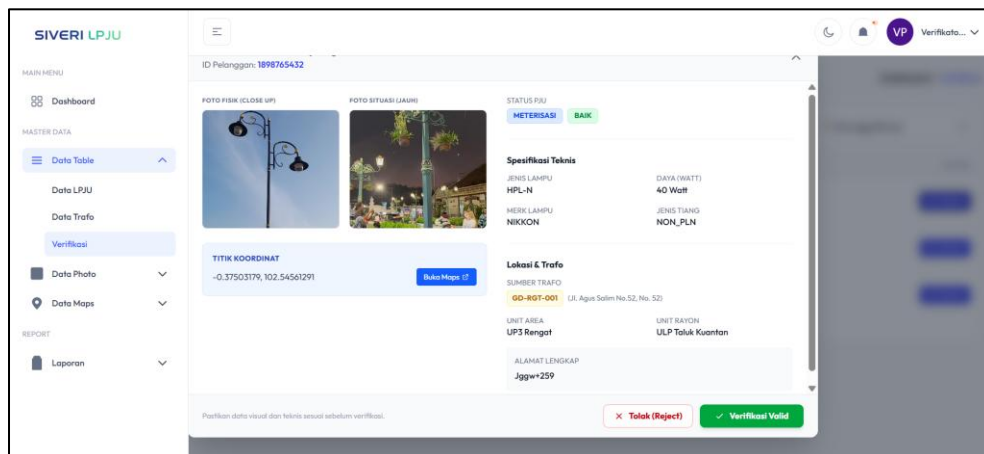 SIVERI LPJU
VP Verifikato...
MAIN MENU
Dashboard
MASTER DATA
Data Table
Data LPJU
Data Trafo
Verifikasi
Data Photo
Data Maps
REPORT
Laporan
ID Pelanggan: 1898765432
FOTO FISIK (CLOSE UP)
FOTO SITUASI (JAUH)
TITIK KOORDINAT
-0.37503179, 102.54561291
Buka Maps
STATUS PJU
METERISASI BAIK
Spesifikasi Teknis
JENIS LAMPU DAYA (WATT)
HPL-N 40 Watt
MERK LAMPU JENIS TIANG
NIKKON NON_PLN
Lokasi & Trafo
SUMBER TRAFO
GD-RGT-001 (Jl. Agus Salim No.52, No. 52)
UNIT AREA UNIT RAYON
UP3 Rengat ULP Taluk Kuantan
ALAMAT LENGKAP
Jggw+259
Pastikan data visual dan teknis sesuai sebelum verifikasi.
Tolak (Reject) Verifikasi Valid